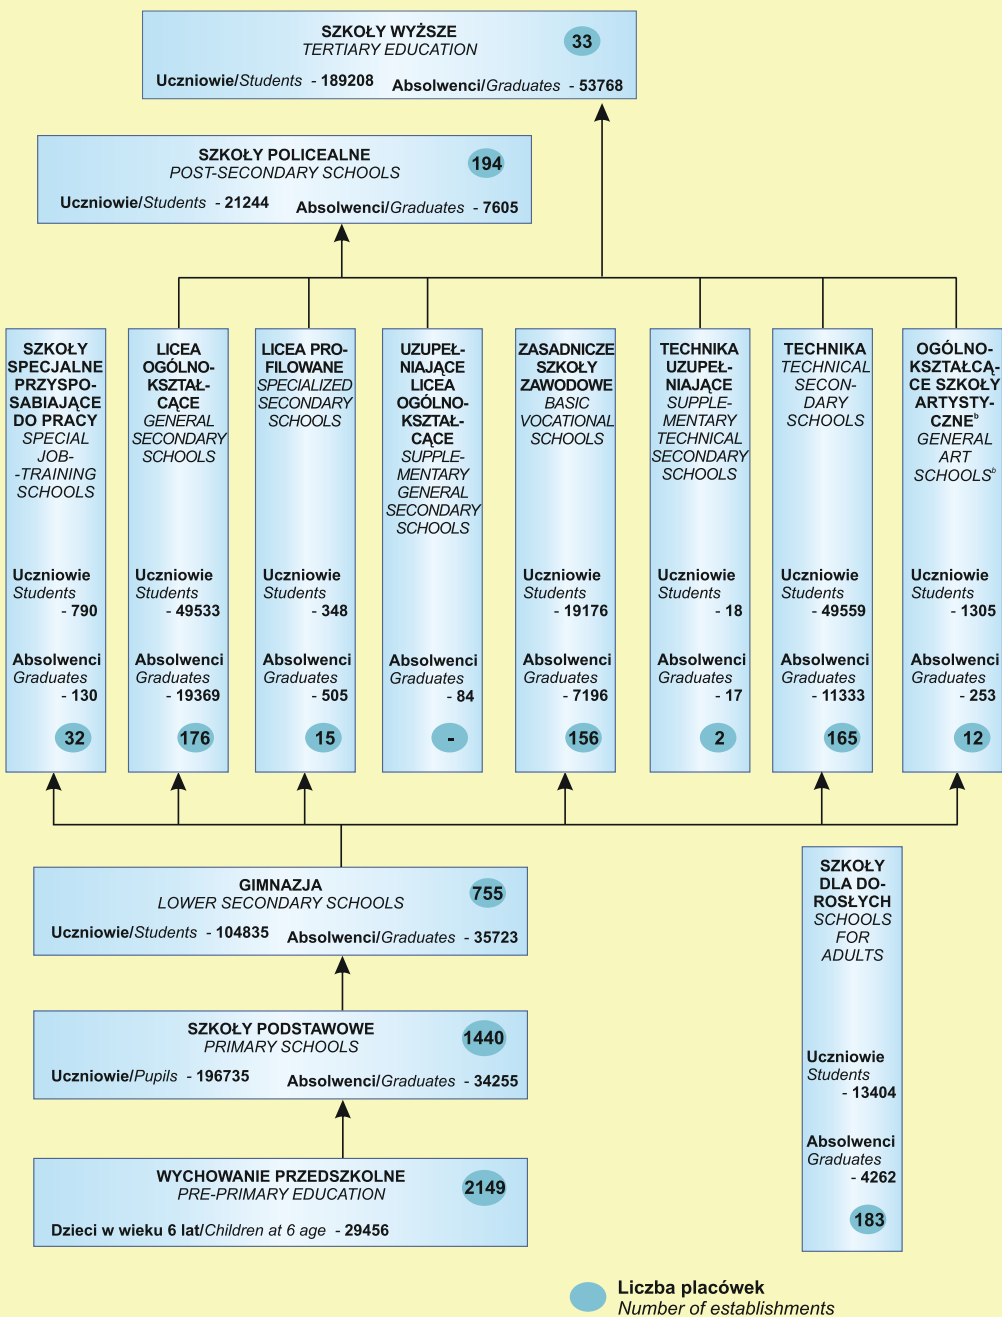 SZKOŁY WYŻSZE
TERTIARY EDUCATION
33
Uczniowie/Students - 189208
Absolwenci/Graduates - 53768
SZKOŁY POLICEALNE
POST-SECONDARY SCHOOLS
194
Uczniowie/Students - 21244
Absolwenci/Graduates - 7605
SZKOŁY
SPECJALNE
PRZYSPO-
SABIAJĄCE
DO PRACY
SPECIAL
JOB-
-TRAINING
SCHOOLS
Uczniowie
Students
- 790
Absolwenci
Graduates
- 130
32
LICEA
OGÓLNO-
KSZTAŁ-
CĄCE
GENERAL
SECONDARY
SCHOOLS
Uczniowie
Students
- 49533
Absolwenci
Graduates
- 19369
176
LICEA PRO-
FILOWANE
SPECIALIZED
SECONDARY
SCHOOLS
Uczniowie
Students
- 348
Absolwenci
Graduates
- 505
15
UZUPEŁ-
NIAJĄCE
LICEA
OGÓLNO-
KSZTAŁ-
CĄCE
SUPPLE-
MENTARY
GENERAL
SECONDARY
SCHOOLS
Absolwenci
Graduates
- 84
-
ZASADNICZE
SZKOŁY
ZAWODOWE
BASIC
VOCATIONAL
SCHOOLS
Uczniowie
Students
- 19176
Absolwenci
Graduates
- 7196
156
TECHNIKA
UZUPEŁ-
NIAJĄCE
SUPPLE-
MENTARY
TECHNICAL
SECONDARY
SCHOOLS
Uczniowie
Students
- 18
Absolwenci
Graduates
- 17
2
TECHNIKA
TECHNICAL
SECON-
DARY
SCHOOLS
Uczniowie
Students
- 49559
Absolwenci
Graduates
- 11333
165
OGÓLNO-
KSZTAŁCĄ-
CE SZKOŁY
ARTYSTY-
CZNEᵇ
GENERAL
ART
SCHOOLSᵇ
Uczniowie
Students
- 1305
Absolwenci
Graduates
- 253
12
GIMNAZJA
LOWER SECONDARY SCHOOLS
755
Uczniowie/Students - 104835
Absolwenci/Graduates - 35723
SZKOŁY PODSTAWOWE
PRIMARY SCHOOLS
1440
Uczniowie/Pupils - 196735
Absolwenci/Graduates - 34255
WYCHOWANIE PRZEDSZKOLNE
PRE-PRIMARY EDUCATION
2149
Dzieci w wieku 6 lat/Children at 6 age - 29456
SZKOŁY
DLA DO-
ROSŁYCH
SCHOOLS
FOR
ADULTS
Uczniowie
Students
- 13404
Absolwenci
Graduates
- 4262
183
Liczba placówek
Number of establishments